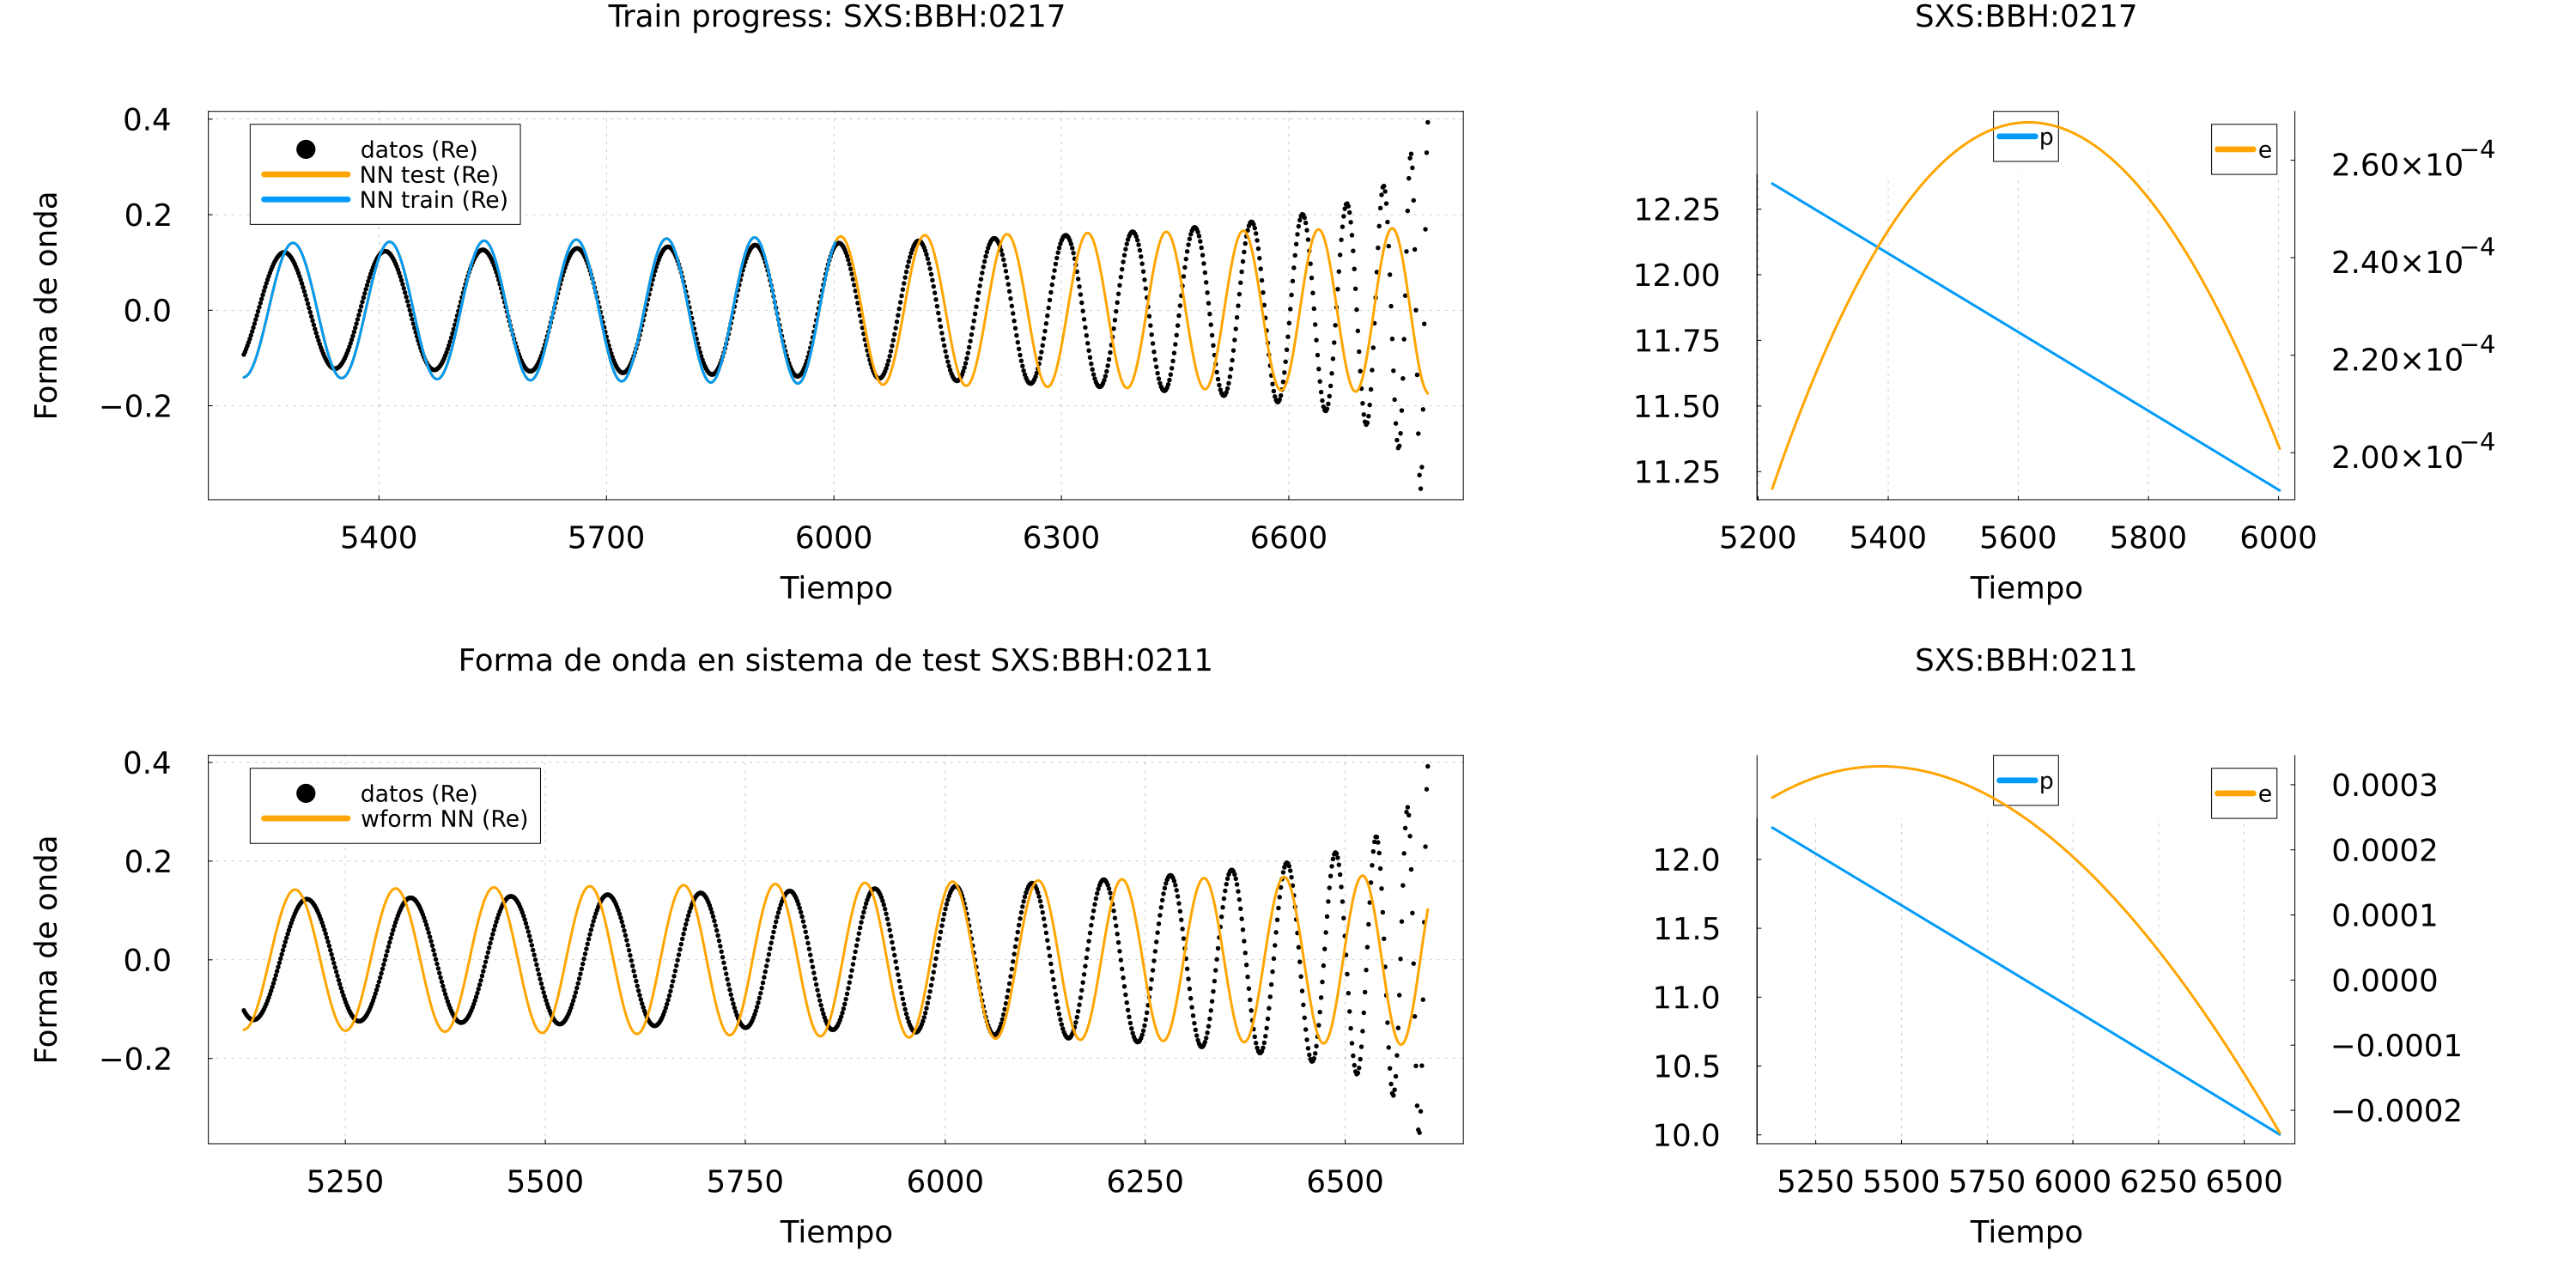 Train progress: SXS:BBH:0217
SXS:BBH:0217
Forma de onda
0.4
0.2
0.0
−0.2
datos (Re)
NN test (Re)
NN train (Re)
5400 5700 6000 6300 6600
Tiempo
12.25
12.00
11.75
11.50
11.25
p
e
2.60×10−4
2.40×10−4
2.20×10−4
2.00×10−4
5200 5400 5600 5800 6000
Tiempo
Forma de onda en sistema de test SXS:BBH:0211
SXS:BBH:0211
Forma de onda
0.4
0.2
0.0
−0.2
datos (Re)
wform NN (Re)
5250 5500 5750 6000 6250 6500
Tiempo
12.0
11.5
11.0
10.5
10.0
p
e
0.0003
0.0002
0.0001
0.0000
−0.0001
−0.0002
5250 5500 5750 6000 6250 6500
Tiempo